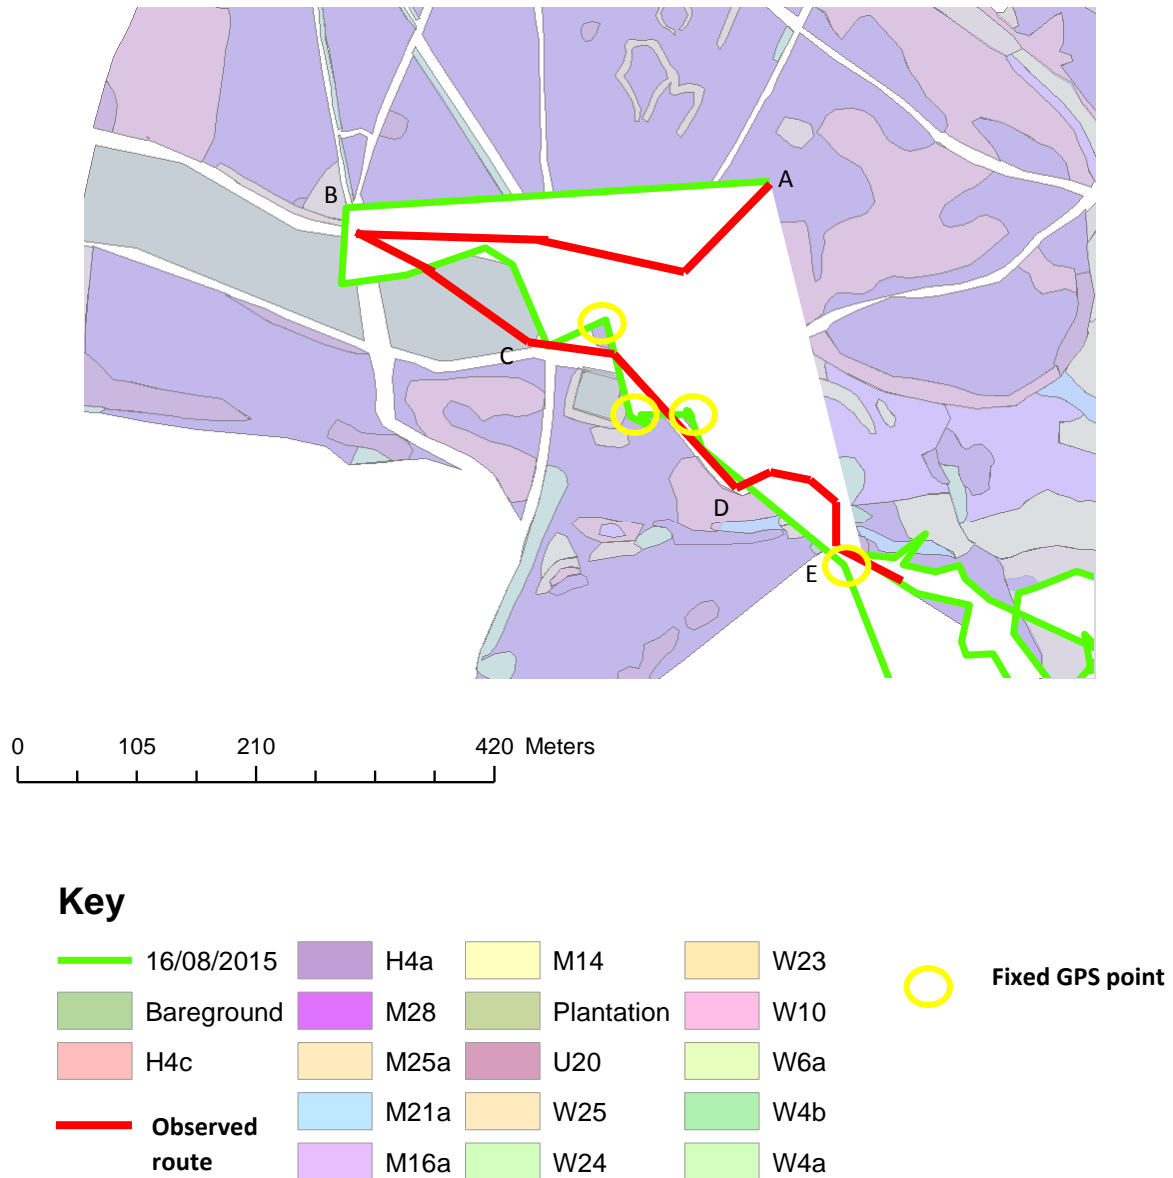 A
B
C
D
E
0 105 210 420 Meters
Key
16/08/2015 H4a M14 W23 Fixed GPS point
Bareground M28 Plantation W10
H4c M25a U20 W6a
Observed M21a W25 W4b
route M16a W24 W4a